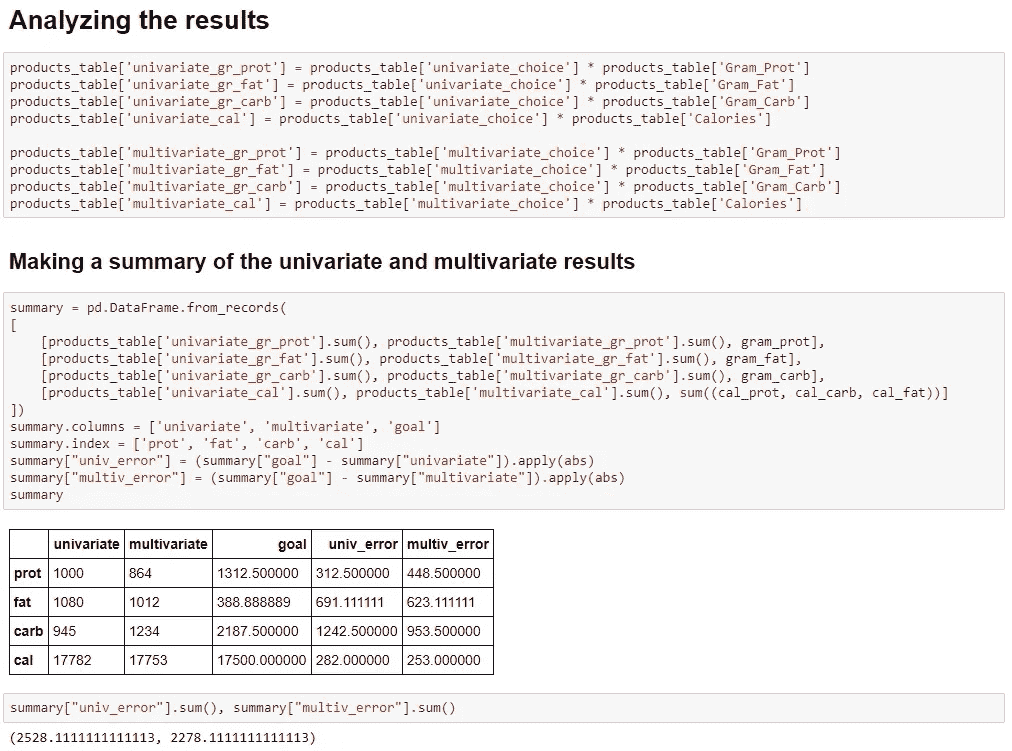 Analyzing the results
products_table['univariate_gr_prot'] = products_table['univariate_choice'] * products_table['Gram_Prot']
products_table['univariate_gr_fat'] = products_table['univariate_choice'] * products_table['Gram_Fat']
products_table['univariate_gr_carb'] = products_table['univariate_choice'] * products_table['Gram_Carb']
products_table['univariate_cal'] = products_table['univariate_choice'] * products_table['Calories']
products_table['multivariate_gr_prot'] = products_table['multivariate_choice'] * products_table['Gram_Prot']
products_table['multivariate_gr_fat'] = products_table['multivariate_choice'] * products_table['Gram_Fat']
products_table['multivariate_gr_carb'] = products_table['multivariate_choice'] * products_table['Gram_Carb']
products_table['multivariate_cal'] = products_table['multivariate_choice'] * products_table['Calories']
Making a summary of the univariate and multivariate results
summary = pd.DataFrame.from_records(
[
    [products_table['univariate_gr_prot'].sum(), products_table['multivariate_gr_prot'].sum(), gram_prot],
    [products_table['univariate_gr_fat'].sum(), products_table['multivariate_gr_fat'].sum(), gram_fat],
    [products_table['univariate_gr_carb'].sum(), products_table['multivariate_gr_carb'].sum(), gram_carb],
    [products_table['univariate_cal'].sum(), products_table['multivariate_cal'].sum(), sum((cal_prot, cal_carb, cal_fat))]
])
summary.columns = ['univariate', 'multivariate', 'goal']
summary.index = ['prot', 'fat', 'carb', 'cal']
summary["univ_error"] = (summary["goal"] - summary["univariate"]).apply(abs)
summary["multiv_error"] = (summary["goal"] - summary["multivariate"]).apply(abs)
summary
univariate multivariate goal univ_error multiv_error
prot 1000 864 1312.500000 312.500000 448.500000
fat 1080 1012 388.888889 691.111111 623.111111
carb 945 1234 2187.500000 1242.500000 953.500000
cal 17782 17753 17500.000000 282.000000 253.000000
summary["univ_error"].sum(), summary["multiv_error"].sum()
(2528.1111111111113, 2278.1111111111113)